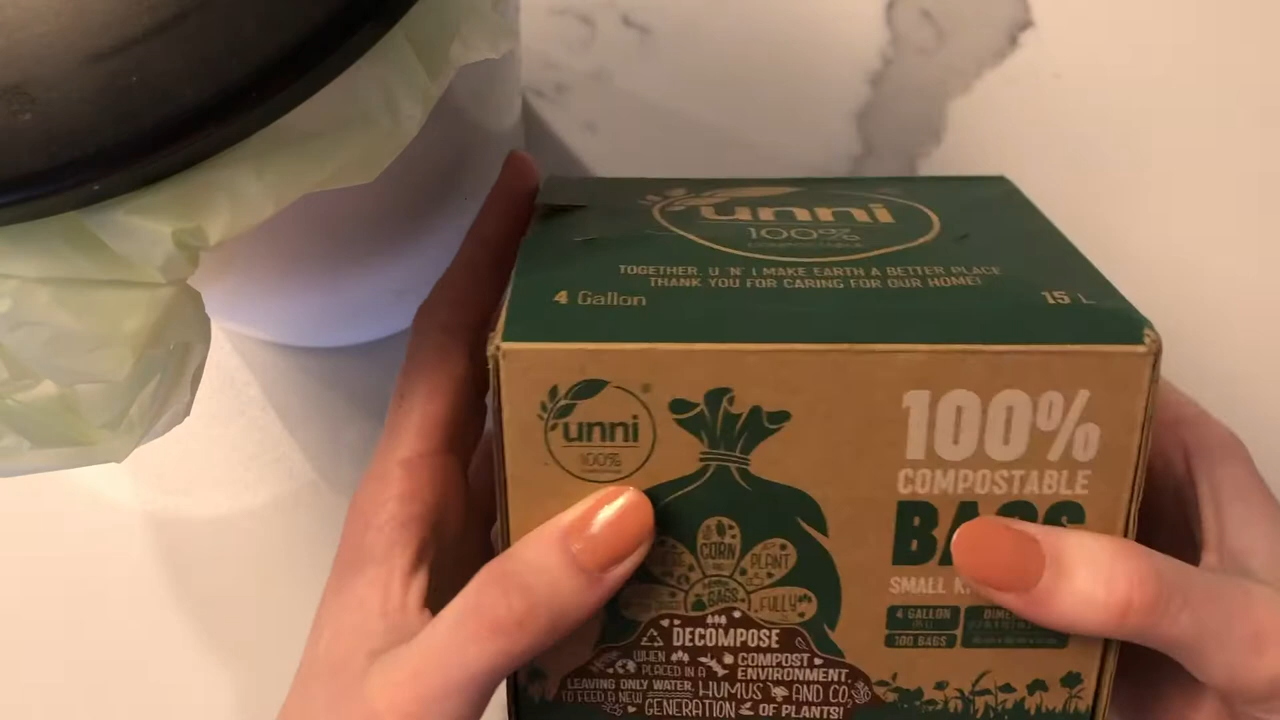 unni
100%
COMPOSTABLE
TOGETHER, U 'N' I MAKE EARTH A BETTER PLACE
THANK YOU FOR CARING FOR OUR HOME!
4 Gallon
15 L
unni
100%
100%
COMPOSTABLE
SMALL
4 GALLON
100 BAGS
CORN
PLANT
BAGS
FULLY
DECOMPOSE
WHEN PLACED IN A COMPOST ENVIRONMENT,
LEAVING ONLY WATER, HUMUS AND CO2
TO FEED A NEW GENERATION OF PLANTS!